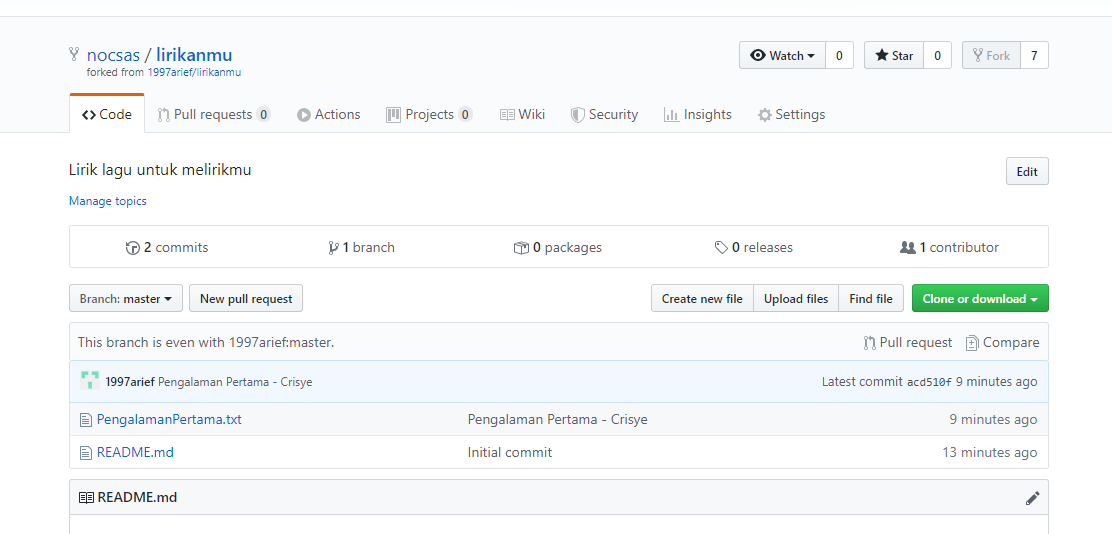 nocsas / lirikanmu
forked from 1997arief/lirikanmu
Watch 0 Star 0 Fork 7
Code Pull requests 0 Actions Projects 0 Wiki Security Insights Settings
Lirik lagu untuk melirikmu
Edit
Manage topics
2 commits 1 branch 0 packages 0 releases 1 contributor
Branch: master New pull request Create new file Upload files Find file Clone or download
This branch is even with 1997arief:master. Pull request Compare
1997arief Pengalaman Pertama - Crisye Latest commit acd510f 9 minutes ago
PengalamanPertama.txt Pengalaman Pertama - Crisye 9 minutes ago
README.md Initial commit 13 minutes ago
README.md